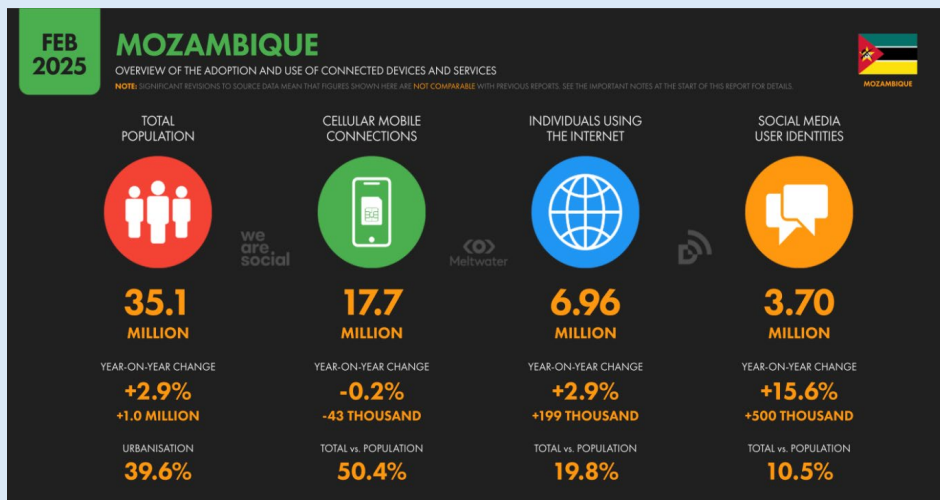 FEB
2025
MOZAMBIQUE
OVERVIEW OF THE ADOPTION AND USE OF CONNECTED DEVICES AND SERVICES
NOTE: SIGNIFICANT REVISIONS TO SOURCE DATA MEAN THAT FIGURES SHOWN HERE ARE NOT COMPARABLE WITH PREVIOUS REPORTS. SEE THE IMPORTANT NOTES AT THE START OF THIS REPORT FOR DETAILS.
MOZAMBIQUE
TOTAL
POPULATION
CELLULAR MOBILE
CONNECTIONS
INDIVIDUALS USING
THE INTERNET
SOCIAL MEDIA
USER IDENTITIES
we
are
social
Meltwater
35.1
MILLION
17.7
MILLION
6.96
MILLION
3.70
MILLION
YEAR-ON-YEAR CHANGE
+2.9%
+1.0 MILLION
YEAR-ON-YEAR CHANGE
-0.2%
-43 THOUSAND
YEAR-ON-YEAR CHANGE
+2.9%
+199 THOUSAND
YEAR-ON-YEAR CHANGE
+15.6%
+500 THOUSAND
URBANISATION
39.6%
TOTAL vs. POPULATION
50.4%
TOTAL vs. POPULATION
19.8%
TOTAL vs. POPULATION
10.5%